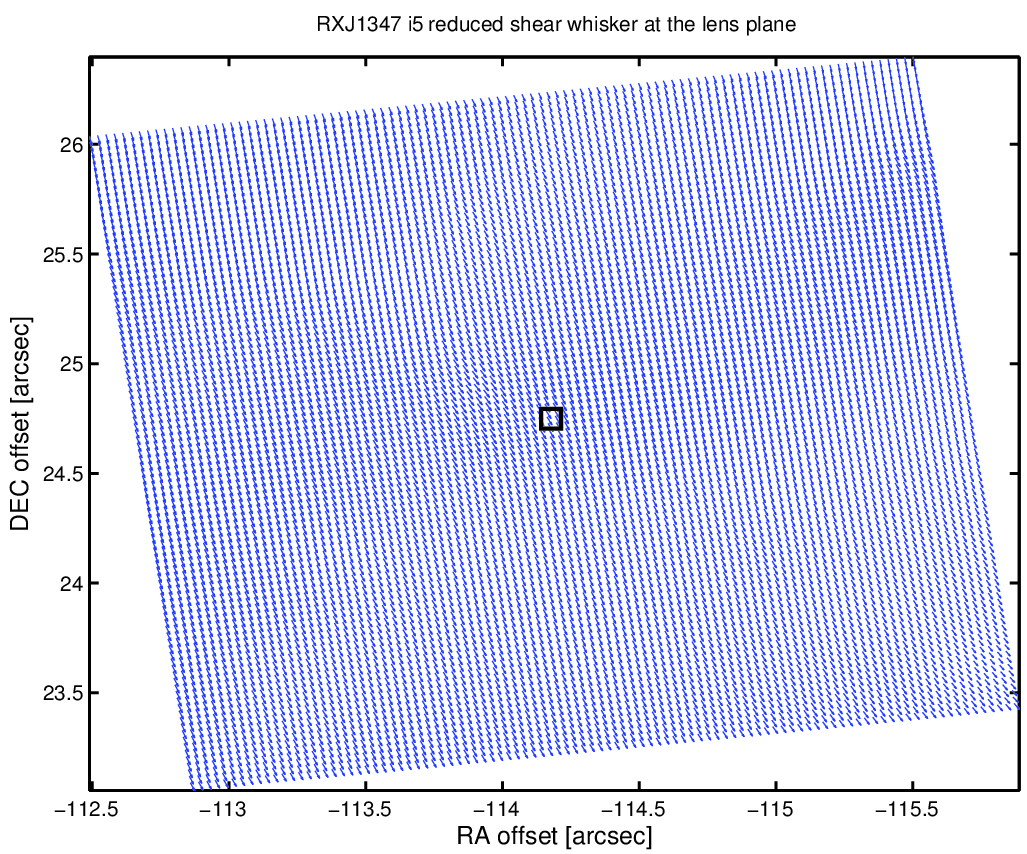 RXJ1347 i5 reduced shear whisker at the lens plane
26
25.5
25
24.5
24
23.5
DEC offset [arcsec]
−112.5 −113 −113.5 −114 −114.5 −115 −115.5
RA offset [arcsec]